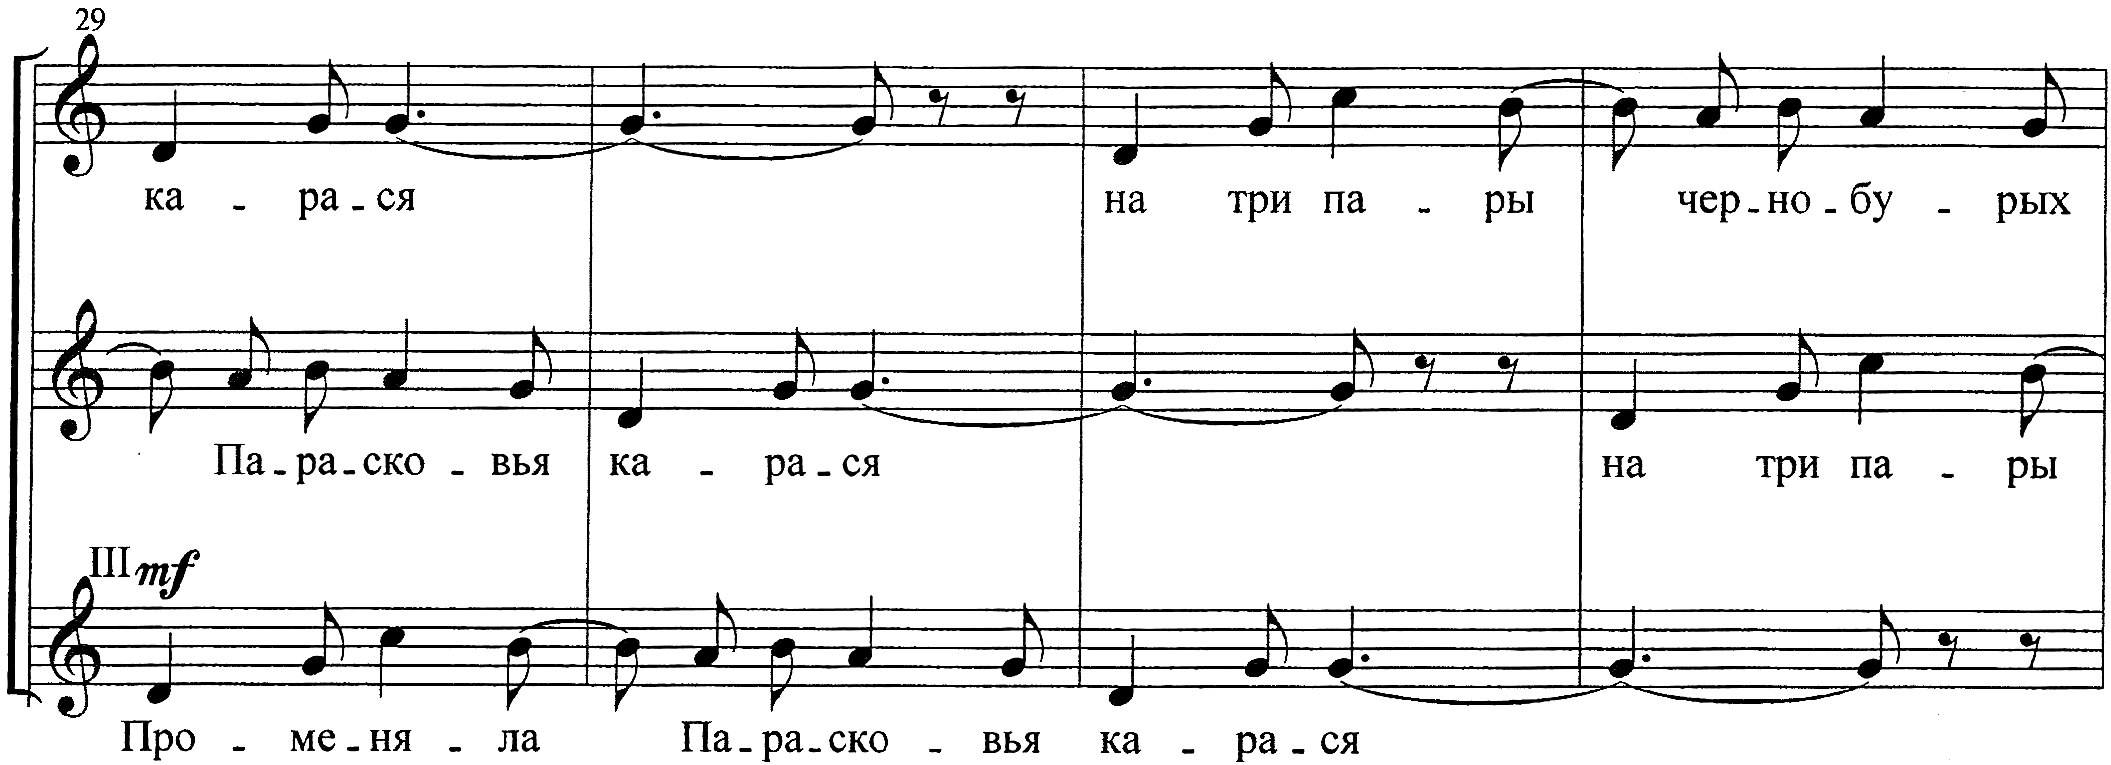 29
ка - ра - ся на три па - ры чер - но - бу - рых
Па - ра - ско - вья ка - ра - ся на три па - ры
III mf
Про - ме - ня - ла Па - ра - ско - вья ка - ра - ся